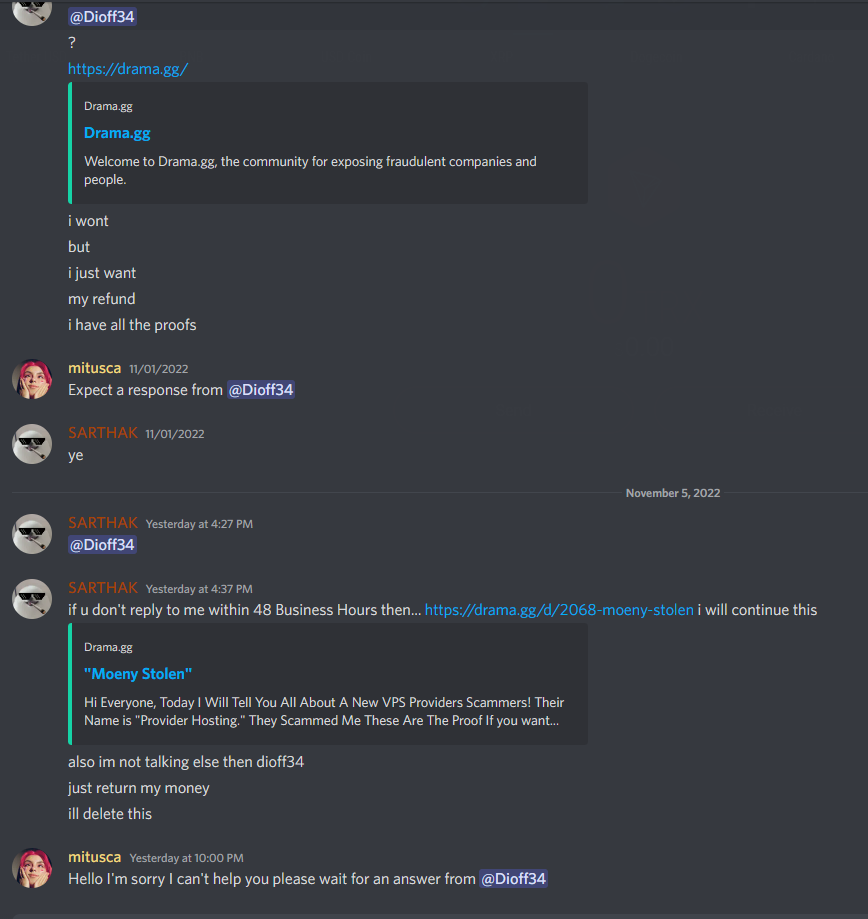 @Dioff34
?
https://drama.gg/
Drama.gg
Drama.gg
Welcome to Drama.gg, the community for exposing fraudulent companies and
people.
i wont
but
i just want
my refund
i have all the proofs
mitusca 11/01/2022
Expect a response from @Dioff34
SARTHAK 11/01/2022
ye
November 5, 2022
SARTHAK Yesterday at 4:27 PM
@Dioff34
SARTHAK Yesterday at 4:37 PM
if u don't reply to me within 48 Business Hours then... https://drama.gg/d/2068-moeny-stolen i will continue this
Drama.gg
"Moeny Stolen"
Hi Everyone, Today I Will Tell You All About A New VPS Providers Scammers! Their
Name is "Provider Hosting." They Scammed Me These Are The Proof If you want...
also im not talking else then dioff34
just return my money
ill delete this
mitusca Yesterday at 10:00 PM
Hello I'm sorry I can't help you please wait for an answer from @Dioff34